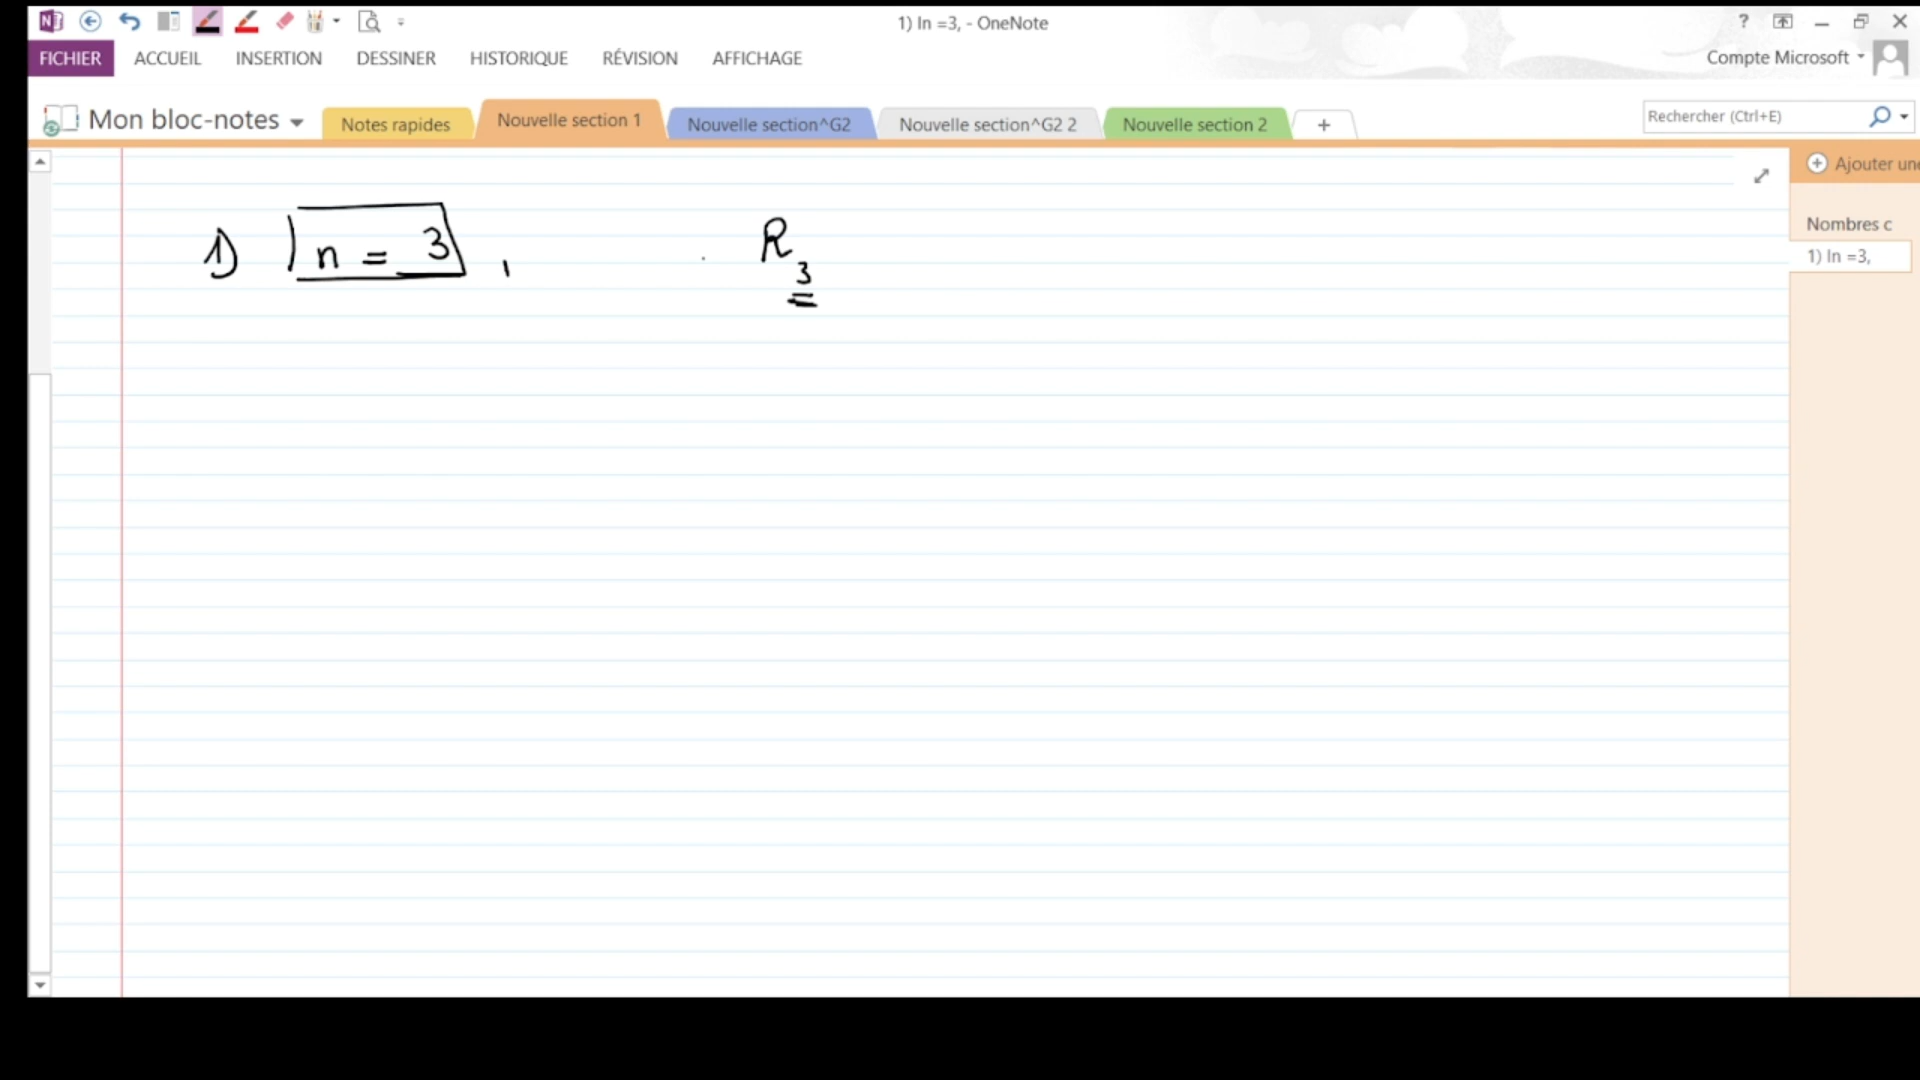 1) In =3, - OneNote
?
FICHIER ACCUEIL INSERTION DESSINER HISTORIQUE RÉVISION AFFICHAGE Compte Microsoft
Mon bloc-notes Notes rapides Nouvelle section 1 Nouvelle section^G2 Nouvelle section^G2 2 Nouvelle section 2 + Rechercher (Ctrl+E)
Ajouter une
1) n = 3, R₃
Nombres c
1) In =3,